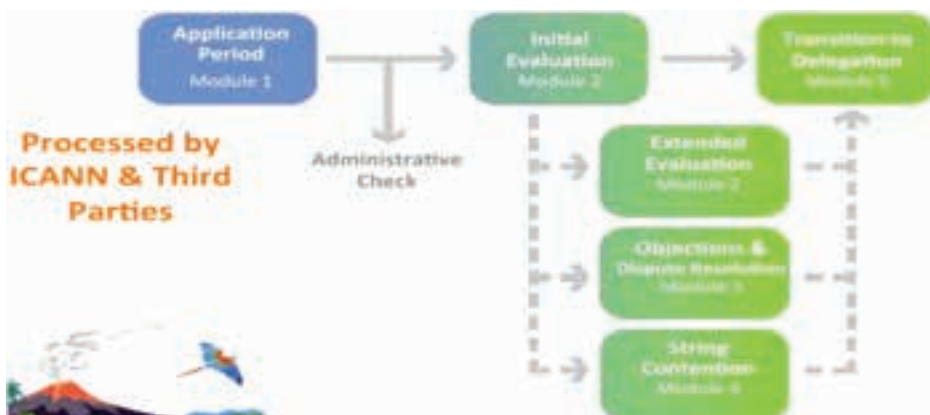 Application
Period
Module 1
Initial
Evaluation
Module 2
Transition to
Delegation
Module 5
Processed by
ICANN & Third
Parties
Administrative
Check
Extended
Evaluation
Module 2
Objections &
Dispute Resolution
Module 3
String
Contention
Module 4